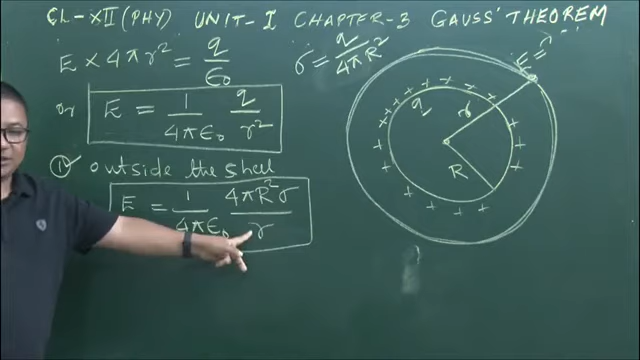 CL-XII (PHY) UNIT-I CHAPTER-3 GAUSS' THEOREM
E × 4πr² = q/ε₀
σ = q/4πR²
or E = 1/4πε₀ q/r²
① outside the shell
E = 1/4πε₀ 4πR²σ/r
q
r
R
E =
+ + + + + + + + + + + + + + + + +